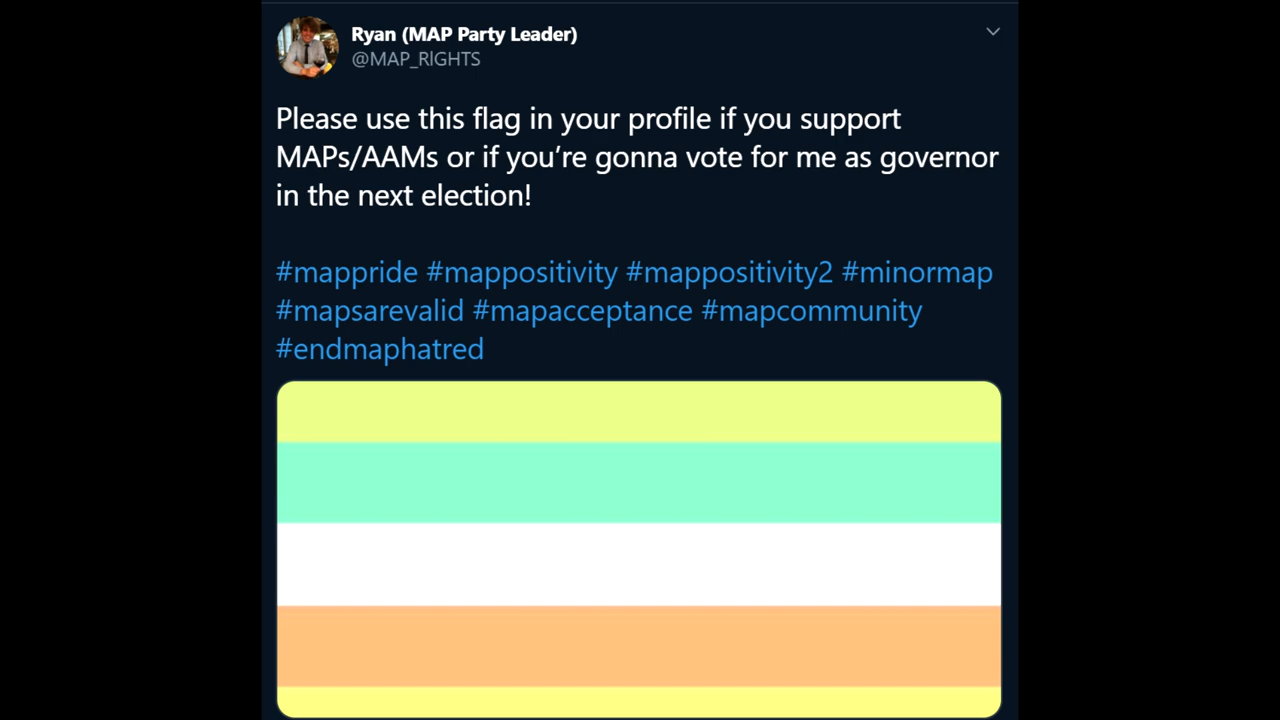 Ryan (MAP Party Leader)
@MAP_RIGHTS
Please use this flag in your profile if you support
MAPs/AAMs or if you’re gonna vote for me as governor
in the next election!
#mappride #mappositivity #mappositivity2 #minormap
#mapsarevalid #mapacceptance #mapcommunity
#endmaphatred